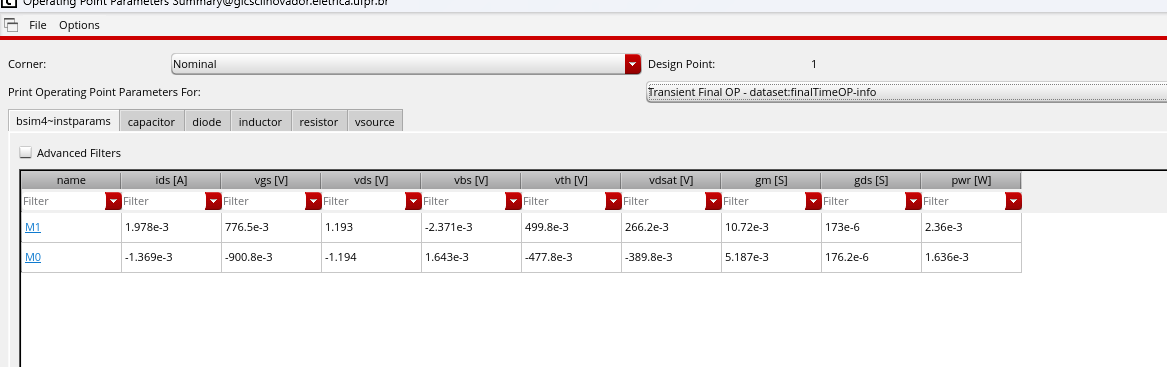 Operating Point Parameters Summary@gicsciinovador.eletrica.ufpr.br
File Options
Corner: Nominal Design Point: 1
Print Operating Point Parameters For: Transient Final OP - dataset:finalTimeOP-info
bsim4~instparams capacitor diode inductor resistor vsource
Advanced Filters
name ids [A] vgs [V] vds [V] vbs [V] vth [V] vdsat [V] gm [S] gds [S] pwr [W]
Filter Filter Filter Filter Filter Filter Filter Filter Filter Filter
M1 1.978e-3 776.5e-3 1.193 -2.371e-3 499.8e-3 266.2e-3 10.72e-3 173e-6 2.36e-3
M0 -1.369e-3 -900.8e-3 -1.194 1.643e-3 -477.8e-3 -389.8e-3 5.187e-3 176.2e-6 1.636e-3